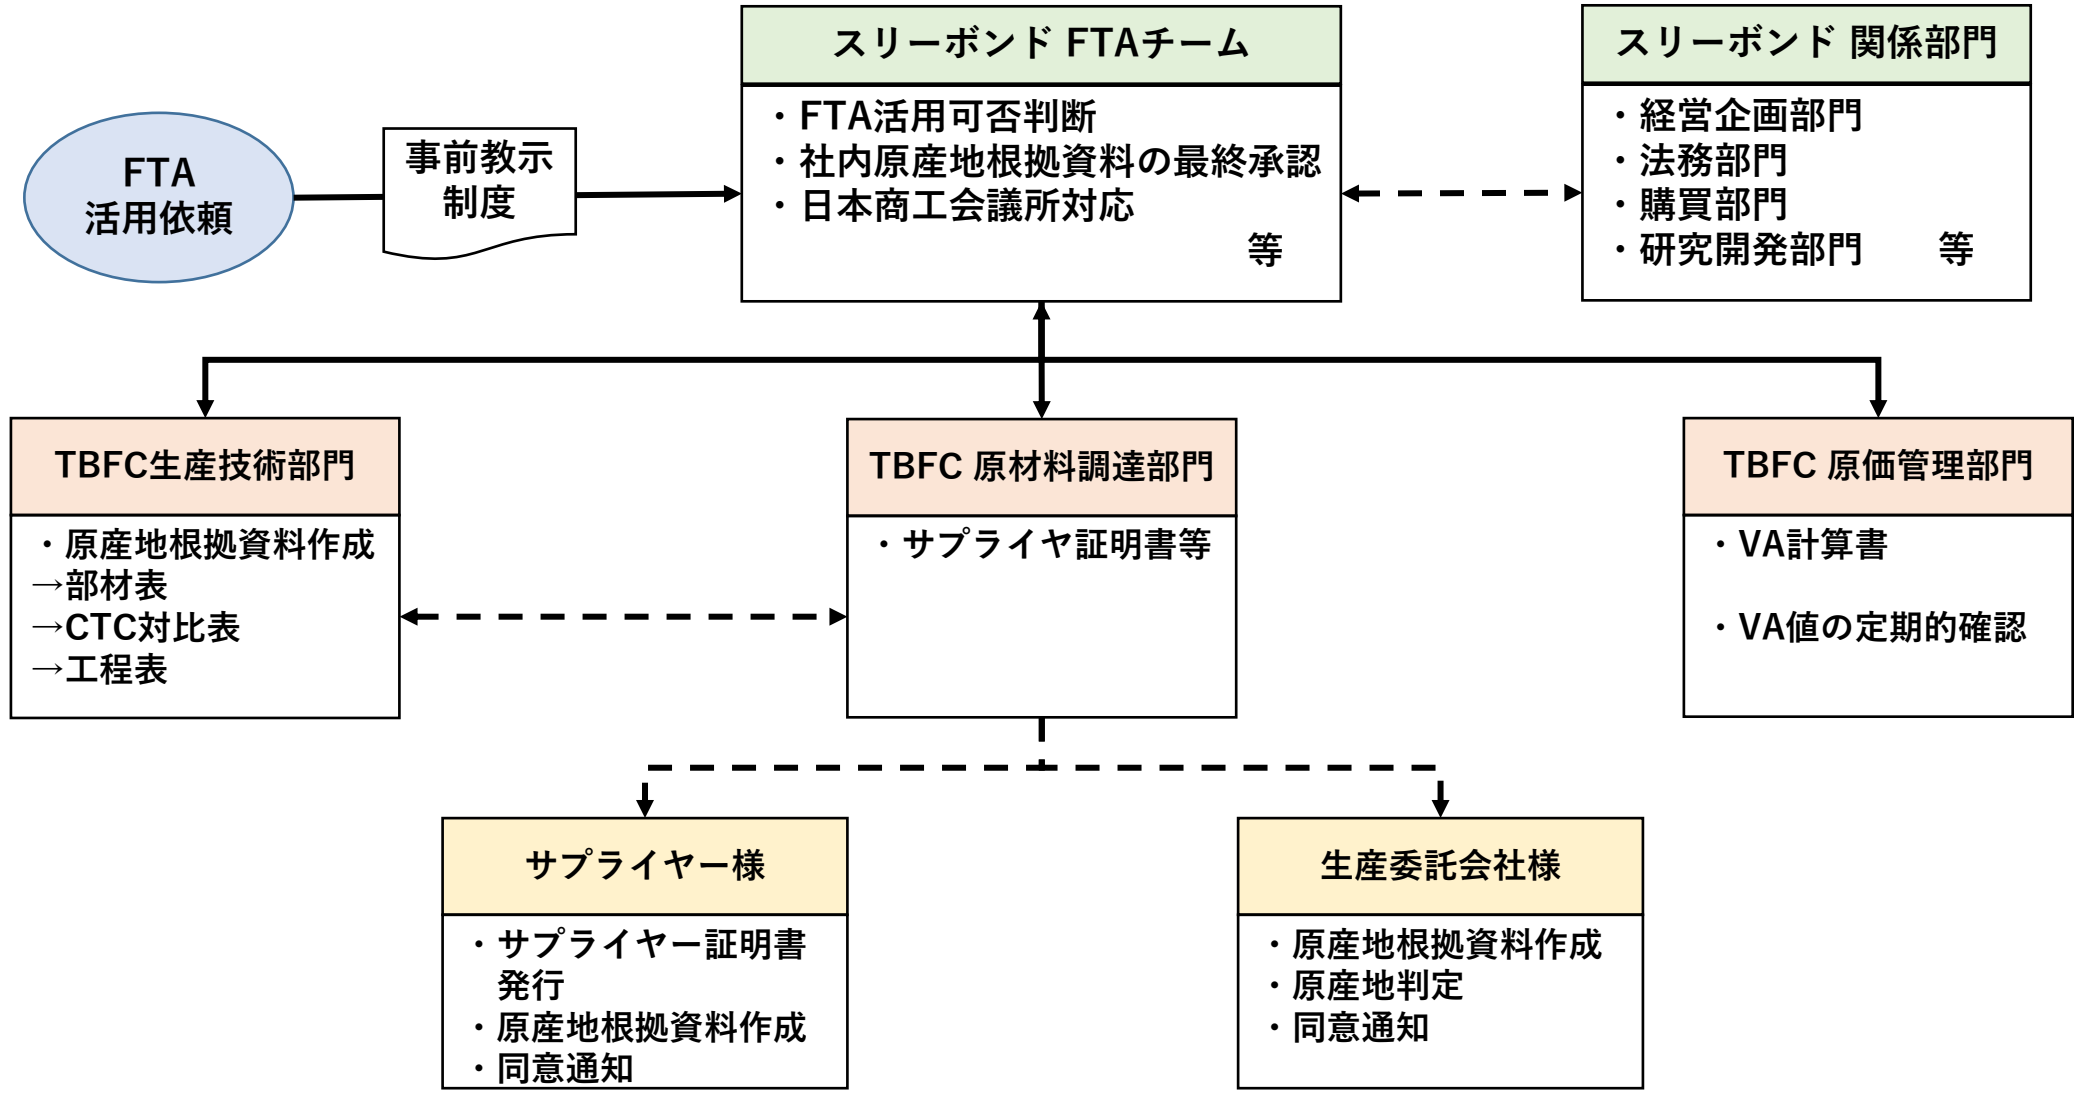 FTA
活用依頼
事前教示
制度
スリーボンド FTAチーム
・FTA活用可否判断
・社内原産地根拠資料の最終承認
・日本商工会議所対応
等
スリーボンド 関係部門
・経営企画部門
・法務部門
・購買部門
・研究開発部門 等
TBFC生産技術部門
・原産地根拠資料作成
→部材表
→CTC対比表
→工程表
TBFC 原材料調達部門
・サプライヤ証明書等
TBFC 原価管理部門
・VA計算書
・VA値の定期的確認
サプライヤー様
・サプライヤー証明書
発行
・原産地根拠資料作成
・同意通知
生産委託会社様
・原産地根拠資料作成
・原産地判定
・同意通知